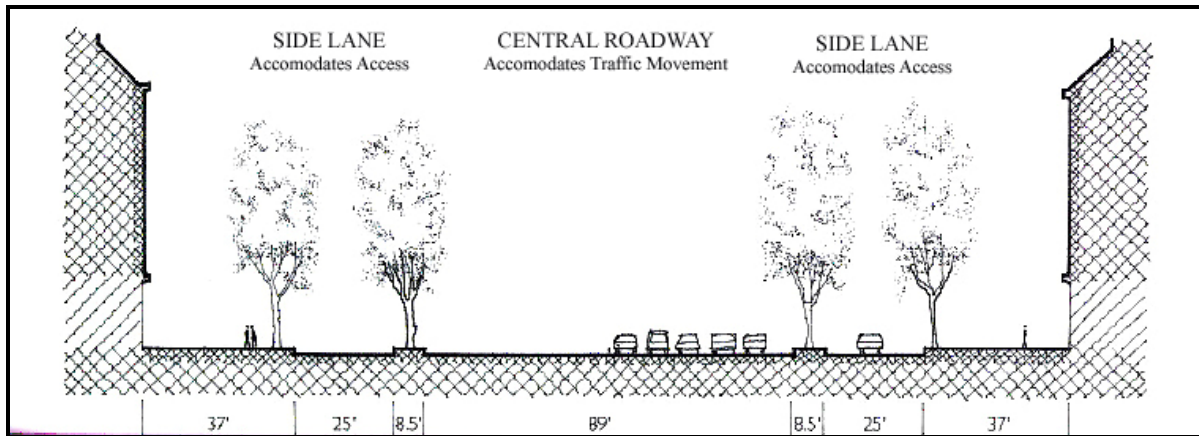 SIDE LANE
Accomodates Access
CENTRAL ROADWAY
Accomodates Traffic Movement
SIDE LANE
Accomodates Access
37' 25' 8.5' 89' 8.5' 25' 37'